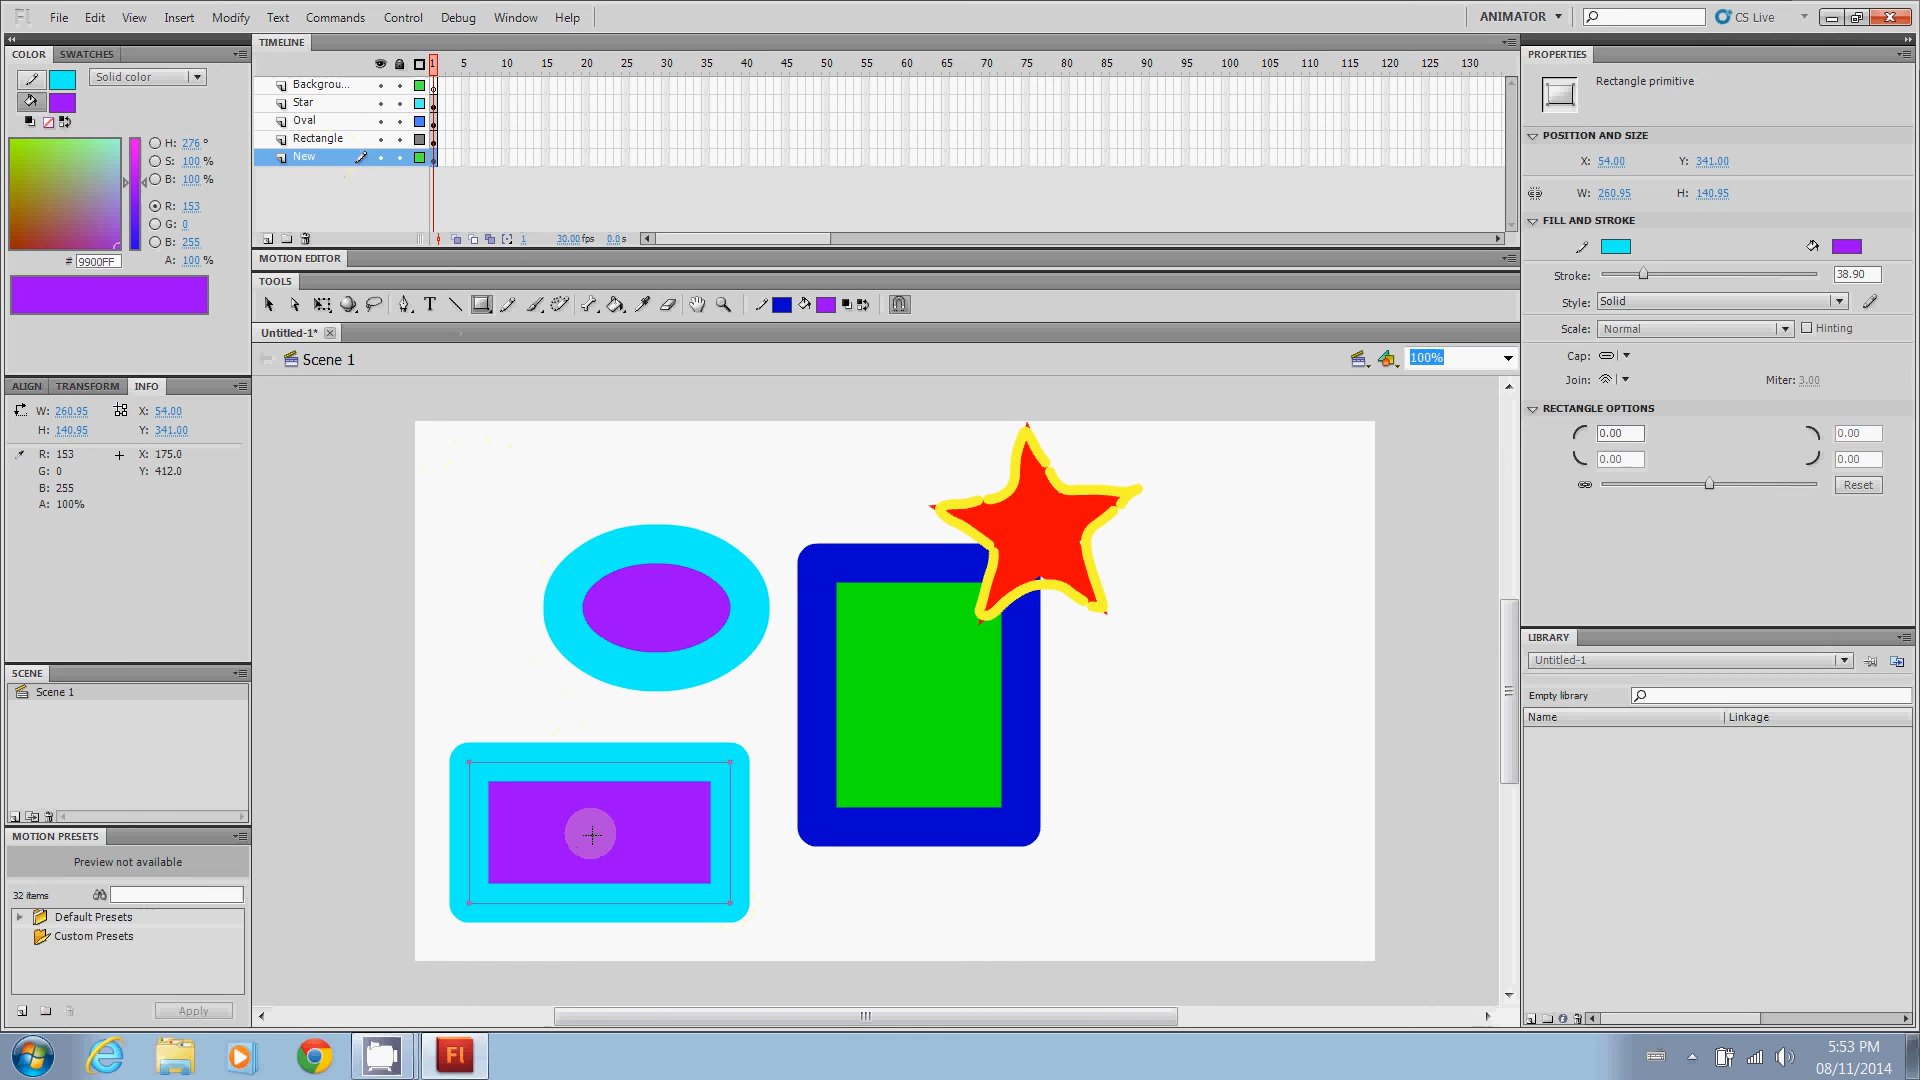 Fl File Edit View Insert Modify Text Commands Control Debug Window Help ANIMATOR CS Live
COLOR SWATCHES
Solid color
H: 276 °
S: 100 %
B: 100 %
R: 153
G: 0
B: 255
# 9900FF A: 100 %
ALIGN TRANSFORM INFO
W: 260.95 X: 54.00
H: 140.95 Y: 341.00
R: 153 X: 175.0
G: 0 Y: 412.0
B: 255
A: 100%
SCENE
Scene 1
MOTION PRESETS
Preview not available
32 items
Default Presets
Custom Presets
Apply
TIMELINE
1 5 10 15 20 25 30 35 40 45 50 55 60 65 70 75 80 85 90 95 100 105 110 115 120 125 130
Backgrou...
Star
Oval
Rectangle
New
1 30.00 fps 0.0 s
MOTION EDITOR
TOOLS
Untitled-1*
Scene 1 100%
PROPERTIES
Rectangle primitive
POSITION AND SIZE
X: 54.00 Y: 341.00
W: 260.95 H: 140.95
FILL AND STROKE
Stroke: 38.90
Style: Solid
Scale: Normal Hinting
Cap:
Join: Miter: 3.00
RECTANGLE OPTIONS
0.00 0.00
0.00 0.00
Reset
LIBRARY
Untitled-1
Empty library
Name Linkage
Fl
5:53 PM
08/11/2014